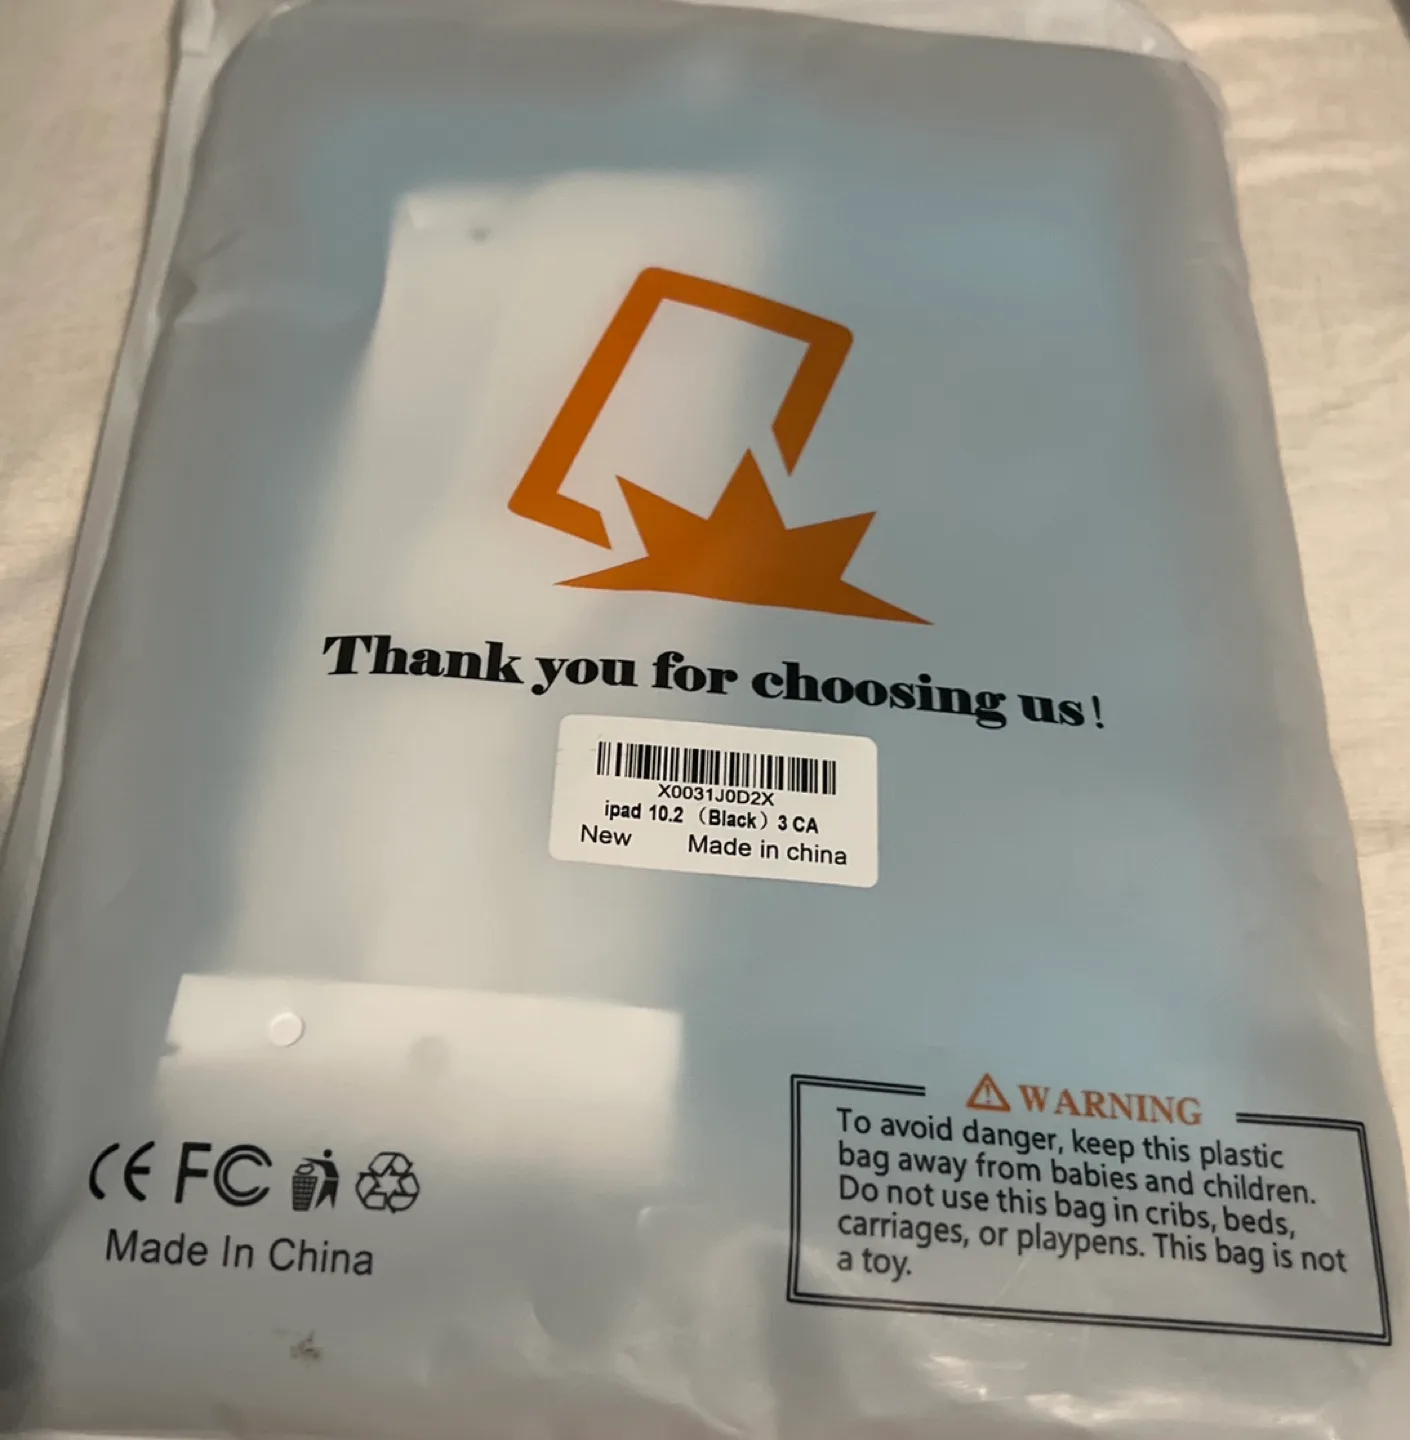 Thank you for choosing us!
X0031J0D2X
ipad 10.2 （Black）3 CA
New Made in china
WARNING
To avoid danger, keep this plastic
bag away from babies and children.
Do not use this bag in cribs, beds,
carriages, or playpens. This bag is not
a toy.
CE FC
Made In China